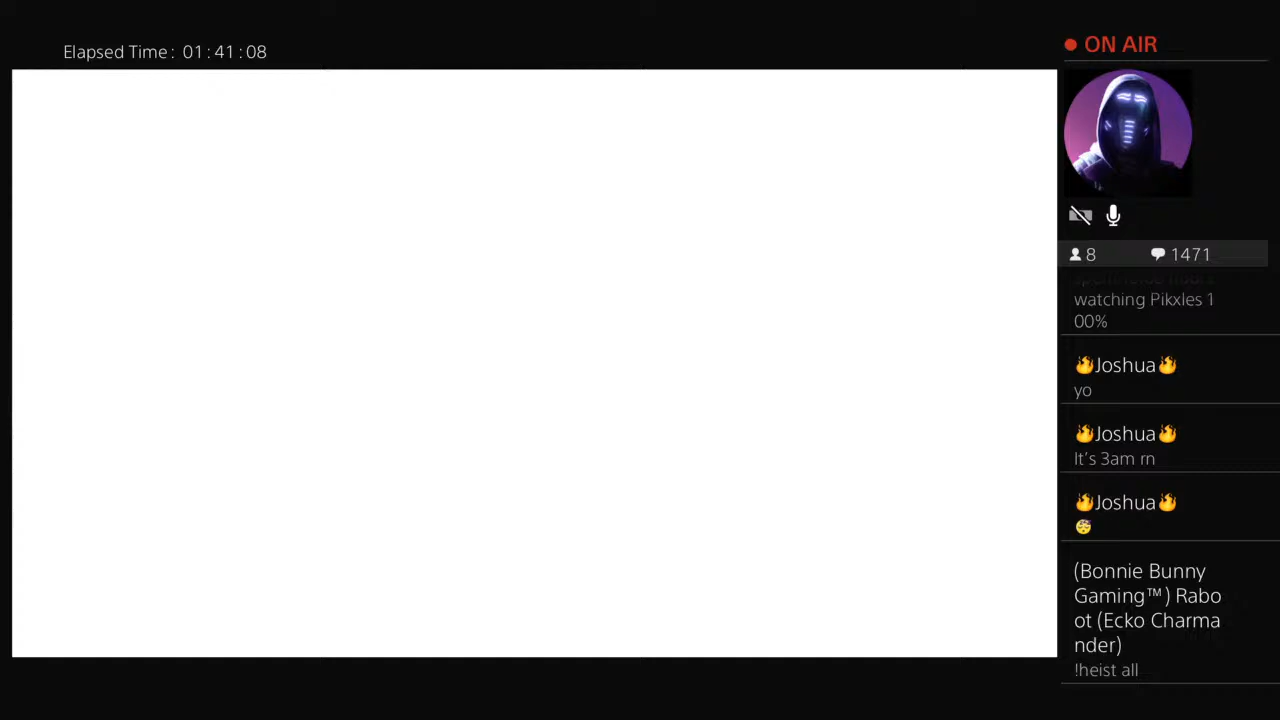 Elapsed Time: 01:41:08
ON AIR
8 1471
watching Pikxles 1
00%
🔥Joshua🔥
yo
🔥Joshua🔥
It's 3am rn
🔥Joshua🔥
😴
(Bonnie Bunny
Gaming™) Rabo
ot (Ecko Charma
nder)
!heist all